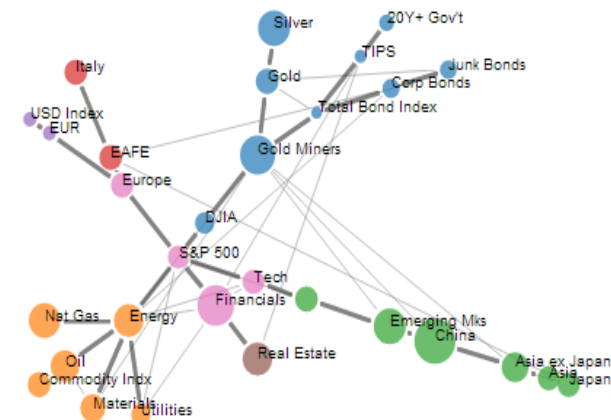 Silver
20Y+ Gov't
TIPS
Italy
Gold
Junk Bonds
Corp Bonds
USD Index
Total Bond Index
EUR
EAFE
Gold Miners
Europe
DJIA
S&P 500
Tech
Financials
Nat Gas
Energy
Emerging Mks
China
Real Estate
Oil
Asia ex Japan
Commodity Indx
Asia
Japan
Materials
Utilities